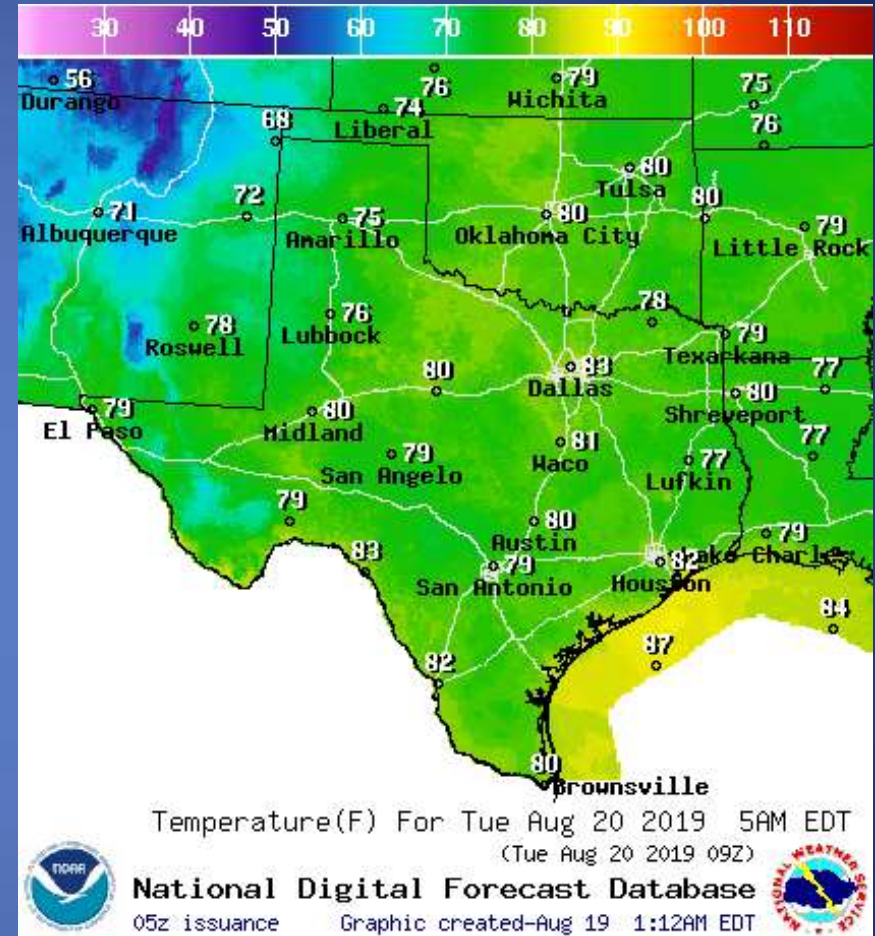 30 40 50 60 70 80 90 100 110
56 76 79 75
Durango Wichita
74
Liberal
68 76
80
Tulsa
71 72 75 80 80 79
Albuquerque Amarillo Oklahoma City Little Rock
78 76 78 79
Roswell Lubbock Texarkana
83
Dallas
80 77
79 80 80
El Paso Midland Shreveport
79 81 77 77
San Angelo Waco Lufkin
79 80 79
Austin Lake Charles
83 79 82
San Antonio Houston
84
82 87
80
Brownsville
Temperature(F) For Tue Aug 20 2019 5AM EDT
(Tue Aug 20 2019 09Z)
NOAA
National Digital Forecast Database
05z issuance Graphic created-Aug 19 1:12AM EDT
NATIONAL WEATHER SERVICE